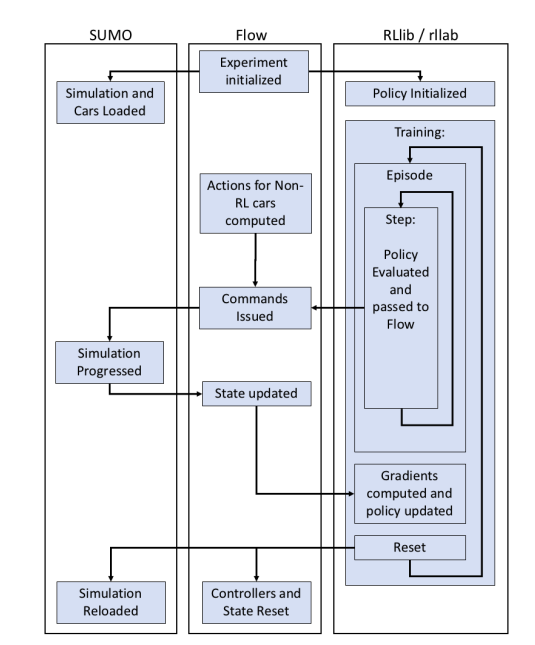 SUMO
Flow
RLlib / rllab
Experiment
initialized
Simulation and
Cars Loaded
Policy Initialized
Training:
Episode
Actions for Non-
RL cars
computed
Step:
Policy
Evaluated
and
passed to
Flow
Commands
Issued
Simulation
Progressed
State updated
Gradients
computed and
policy updated
Reset
Simulation
Reloaded
Controllers and
State Reset